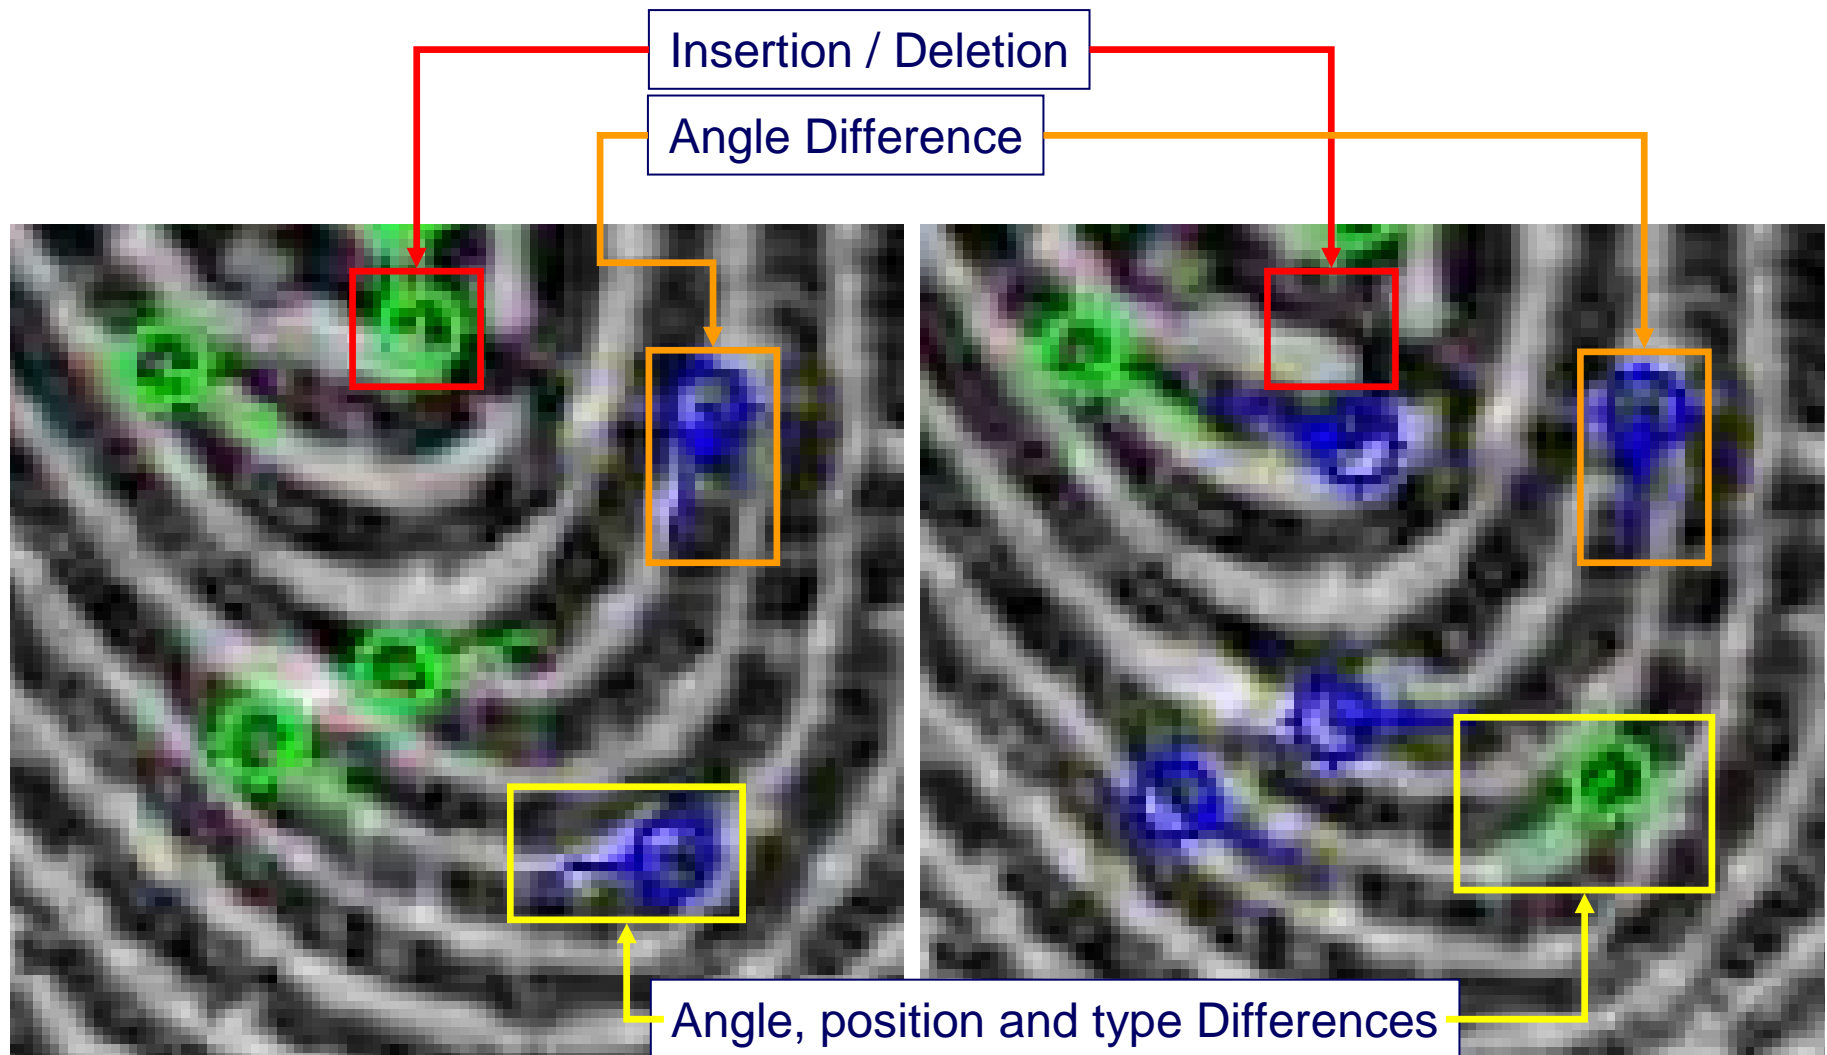 Insertion / Deletion
Angle Difference
Angle, position and type Differences